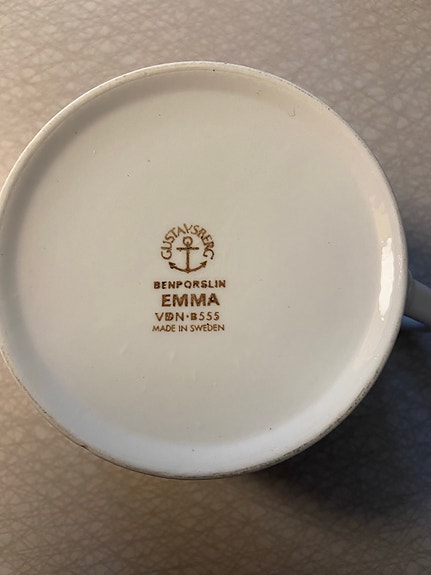 GUSTAVSBERG
BENPORSLIN
EMMA
VDN·B555
MADE IN SWEDEN